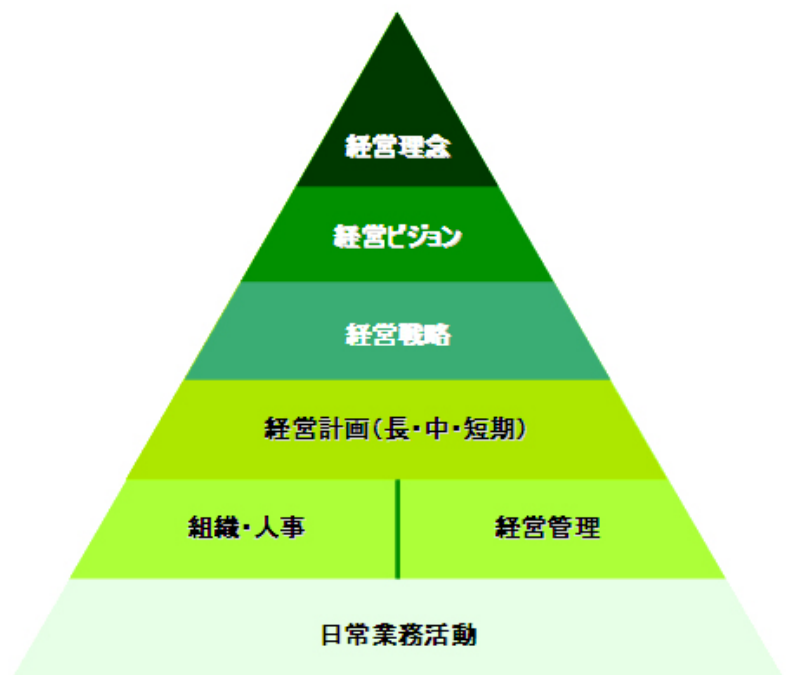 経営理念
経営ビジョン
経営戦略
経営計画(長・中・短期)
組織・人事
経営管理
日常業務活動